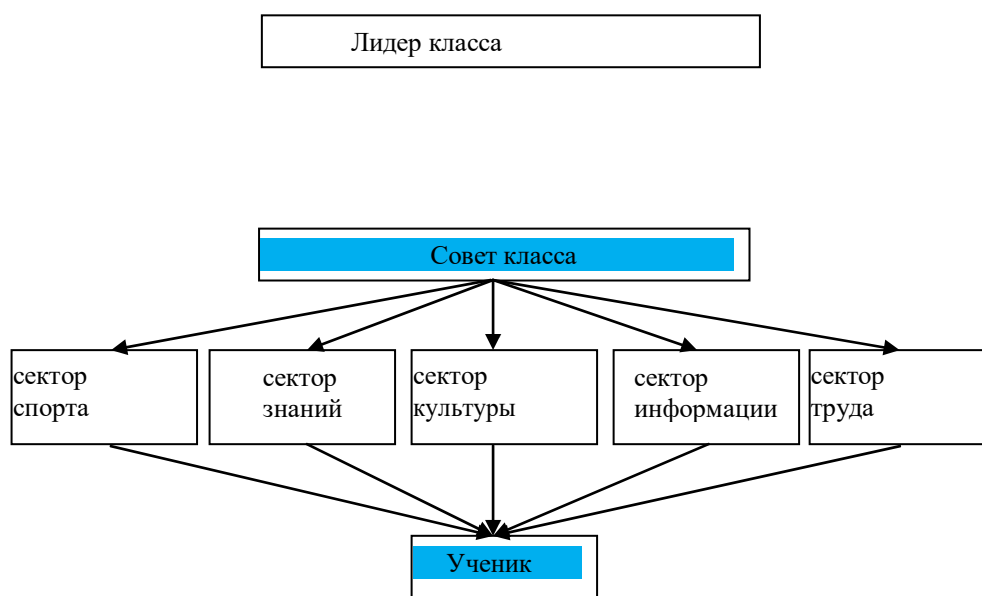 Лидер класса
Совет класса
сектор
спорта
сектор
знаний
сектор
культуры
сектор
информации
сектор
труда
Ученик